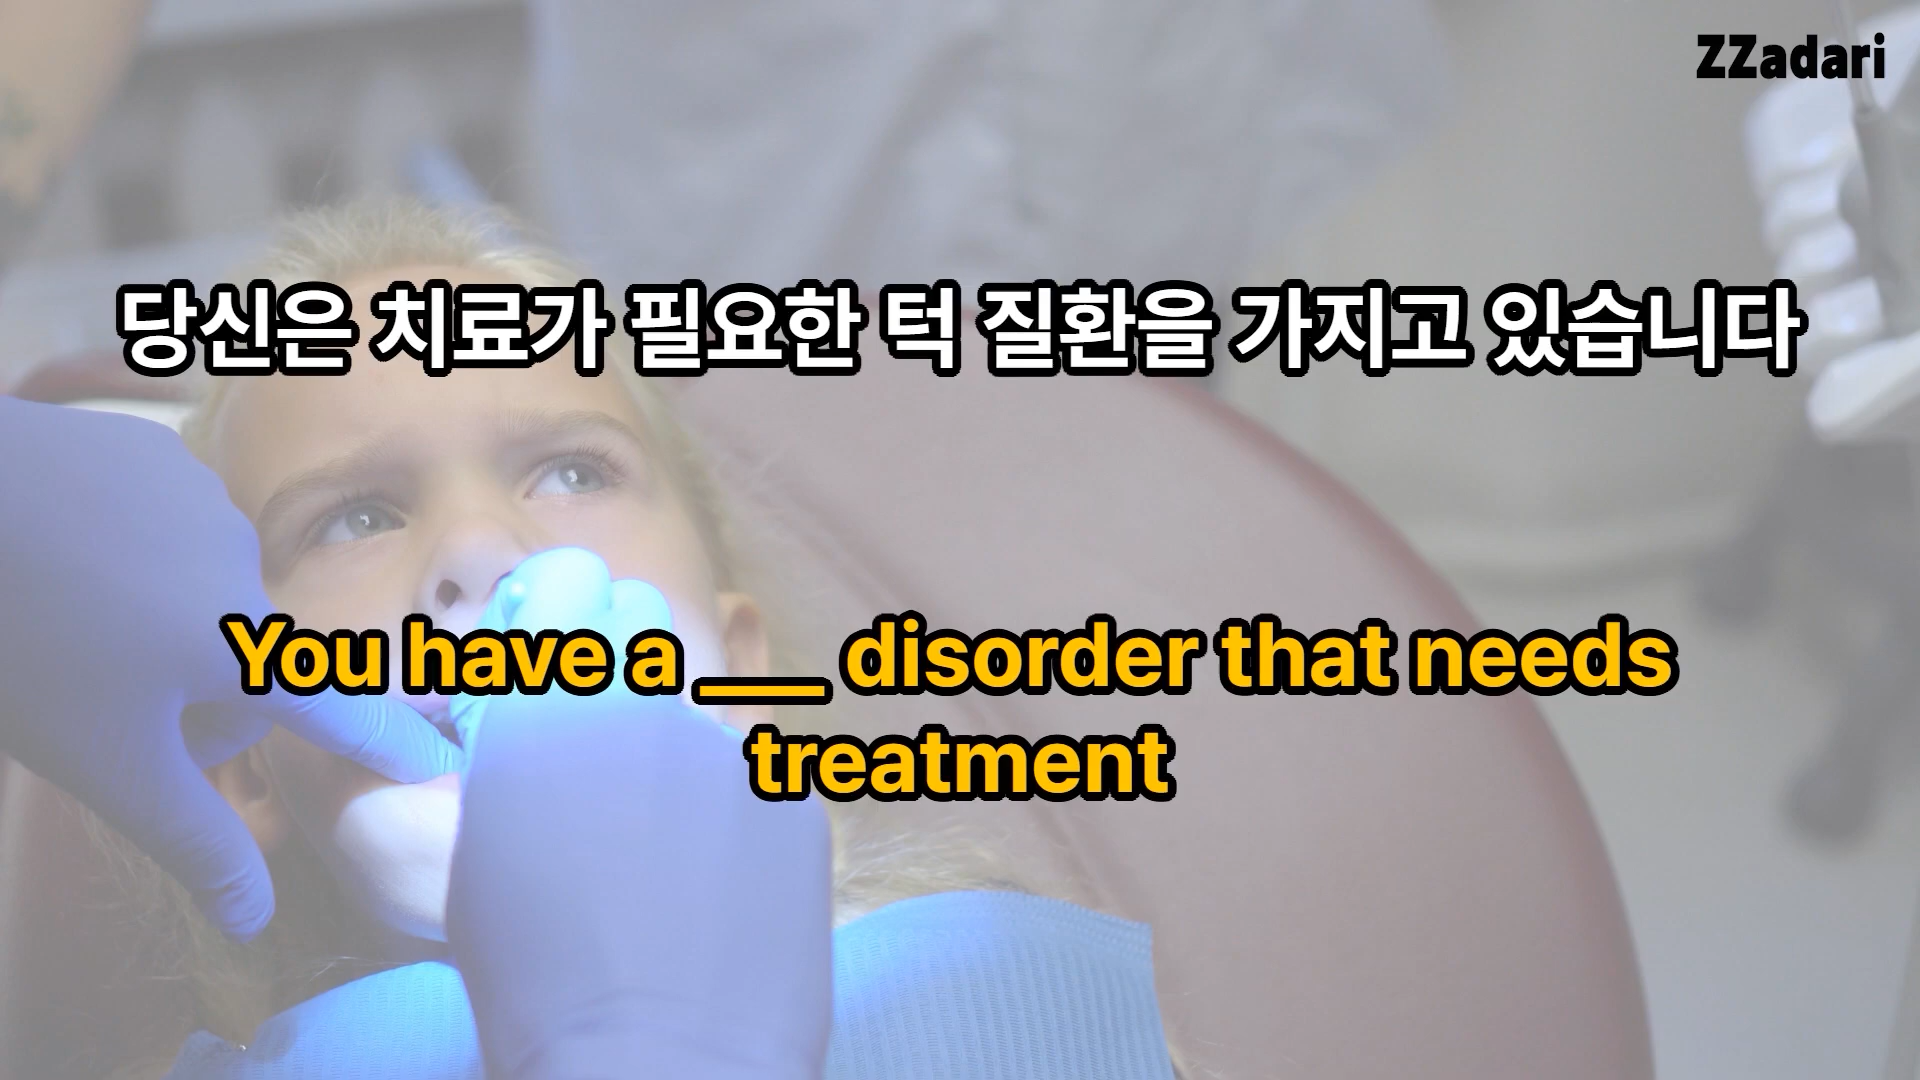 ZZadari
당신은 치료가 필요한 턱 질환을 가지고 있습니다
You have a ___ disorder that needs
treatment